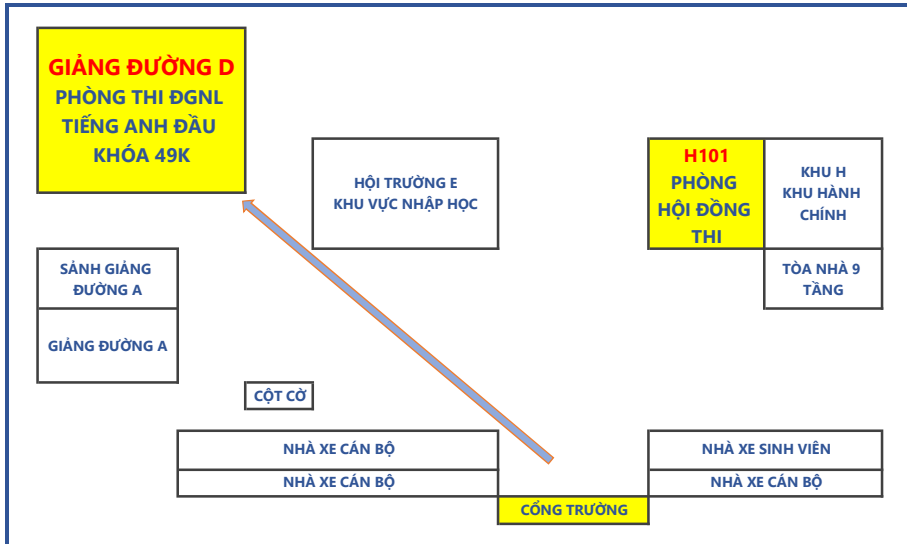 GIẢNG ĐƯỜNG D
PHÒNG THI ĐGNL
TIẾNG ANH ĐẦU
KHÓA 49K
HỘI TRƯỜNG E
KHU VỰC NHẬP HỌC
H101
PHÒNG
HỘI ĐỒNG
THI
KHU H
KHU HÀNH
CHÍNH
SẢNH GIẢNG
ĐƯỜNG A
TÒA NHÀ 9
TẦNG
GIẢNG ĐƯỜNG A
CỘT CỜ
NHÀ XE CÁN BỘ
NHÀ XE SINH VIÊN
NHÀ XE CÁN BỘ
NHÀ XE CÁN BỘ
CỔNG TRƯỜNG